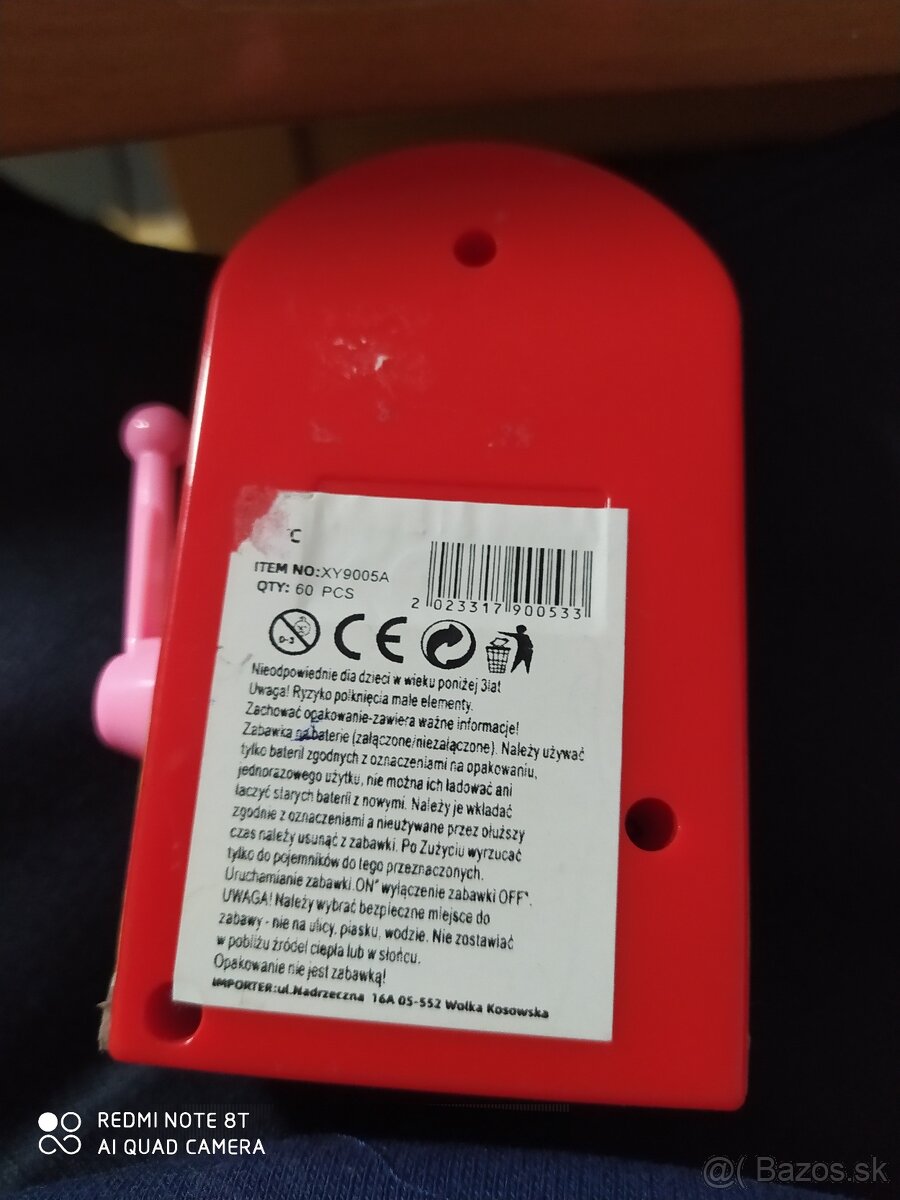 ℃
ITEM NO:XY9005A
QTY: 60 PCS
2 023317 900533
0-3
CE
Nieodpowiednie dla dzieci w wieku poniżej 3lat
Uwaga! Ryzyko połknięcia małe elementy.
Zachować opakowanie-zawiera ważne informacje!
Zabawka na baterie (załączone/niezałączone). Należy używać
tylko baterii zgodnych z oznaczeniami na opakowaniu,
jednorazowego użytku, nie można ich ładować ani
łaczyć starych baterii z nowymi. Należy je wkładać
zgodnie z oznaczeniami a nieużywane przez ołuższy
czas należy usunąć z zabawki. Po Zużyciu wyrzucać
tylko do pojemników do tego przeznaczonych.
Uruchamianie zabawki.ON" wyłączenie zabawki OFF".
UWAGA! Należy wybrać bezpieczne miejsce do
zabawy - nie na ulicy, piasku, wodzie. Nie zostawiać
w pobliżu źródeł ciepła lub w słońcu.
Opakowanie nie jest zabawką!
IMPORTER:ul.Nadrzeczna 16A 05-552 Wolka Kosowska
REDMI NOTE 8T
AI QUAD CAMERA
@( Bazos.sk